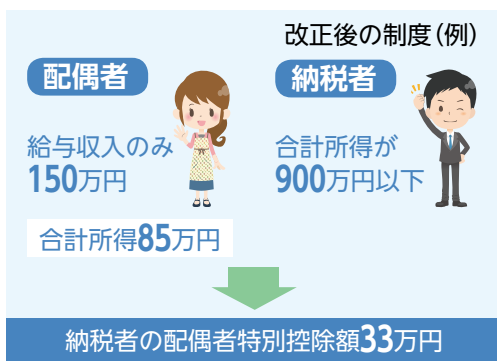 改正後の制度(例)
配偶者
給与収入のみ
150万円
合計所得85万円
納税者
合計所得が
900万円以下
納税者の配偶者特別控除額33万円